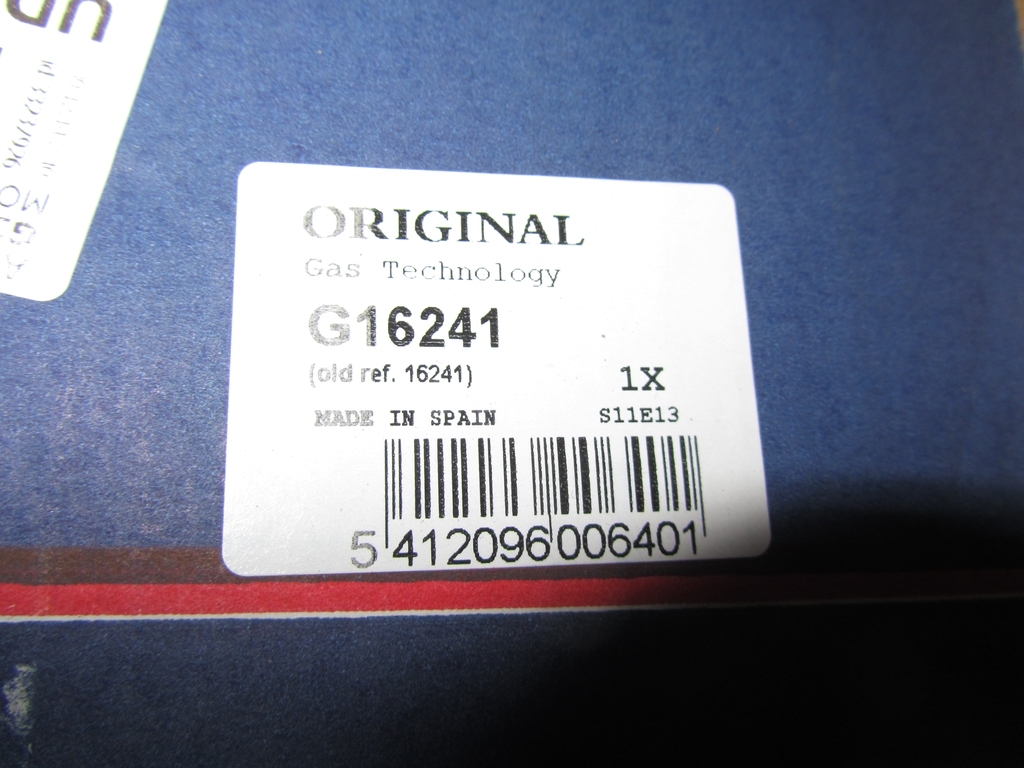 ORIGINAL
Gas Technology
G16241
(old ref. 16241)
1X
MADE IN SPAIN
S11E13
5 412096 006401